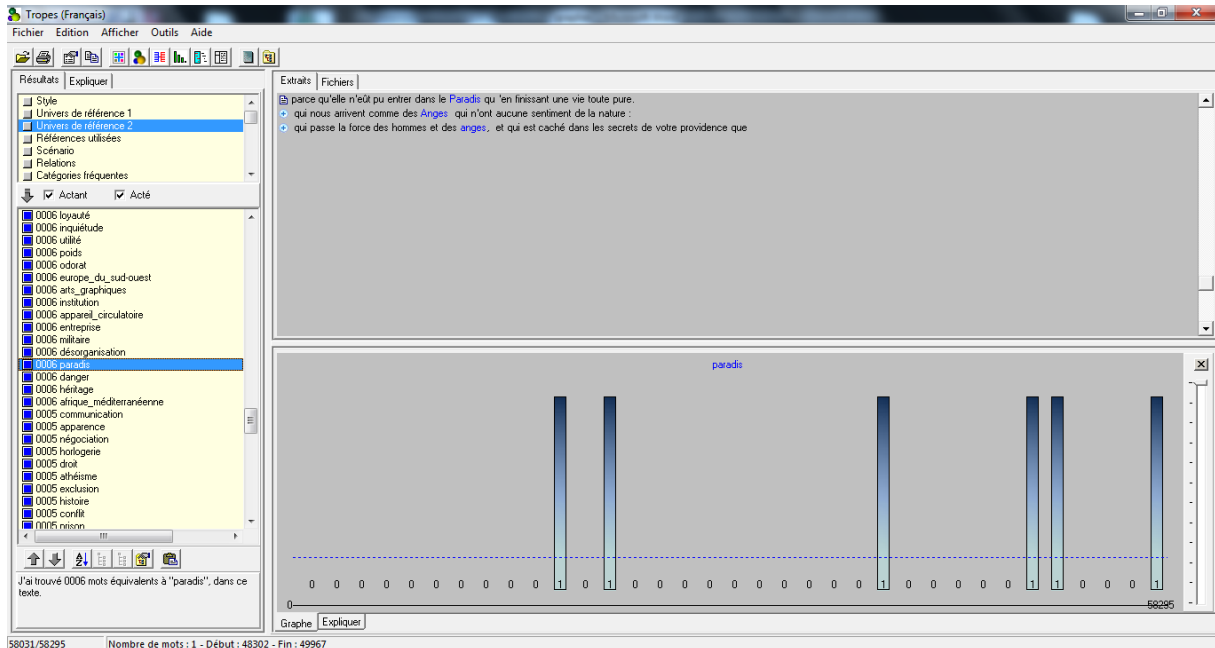 Tropes (Français)
Fichier Edition Afficher Outils Aide
Résultats Expliquer
Style
Univers de référence 1
Univers de référence 2
Références utilisées
Scénario
Relations
Catégories fréquentes
Actant Acté
0006 loyauté
0006 inquiétude
0006 utilité
0006 poids
0006 odorat
0006 europe_du_sud-ouest
0006 arts_graphiques
0006 institution
0006 appareil_circulatoire
0006 entreprise
0006 militaire
0006 désorganisation
0006 paradis
0006 danger
0006 héritage
0006 afrique_méditerranéenne
0005 communication
0005 apparence
0005 négociation
0005 horlogerie
0005 droit
0005 athéisme
0005 exclusion
0005 histoire
0005 conflit
0005 prison
J'ai trouvé 0006 mots équivalents à "paradis", dans ce
texte.
Extraits Fichiers
parce qu'elle n'eût pu entrer dans le Paradis qu 'en finissant une vie toute pure.
qui nous arrivent comme des Anges qui n'ont aucune sentiment de la nature :
qui passe la force des hommes et des anges, et qui est caché dans les secrets de votre providence que
paradis
0 0 0 0 0 0 0 0 0 0 1 0 1 0 0 0 0 0 0 0 0 0 0 1 0 0 0 0 0 1 1 0 0 0 1
0 58295
Graphe Expliquer
58031/58295 Nombre de mots : 1 - Début : 48302 - Fin : 49967